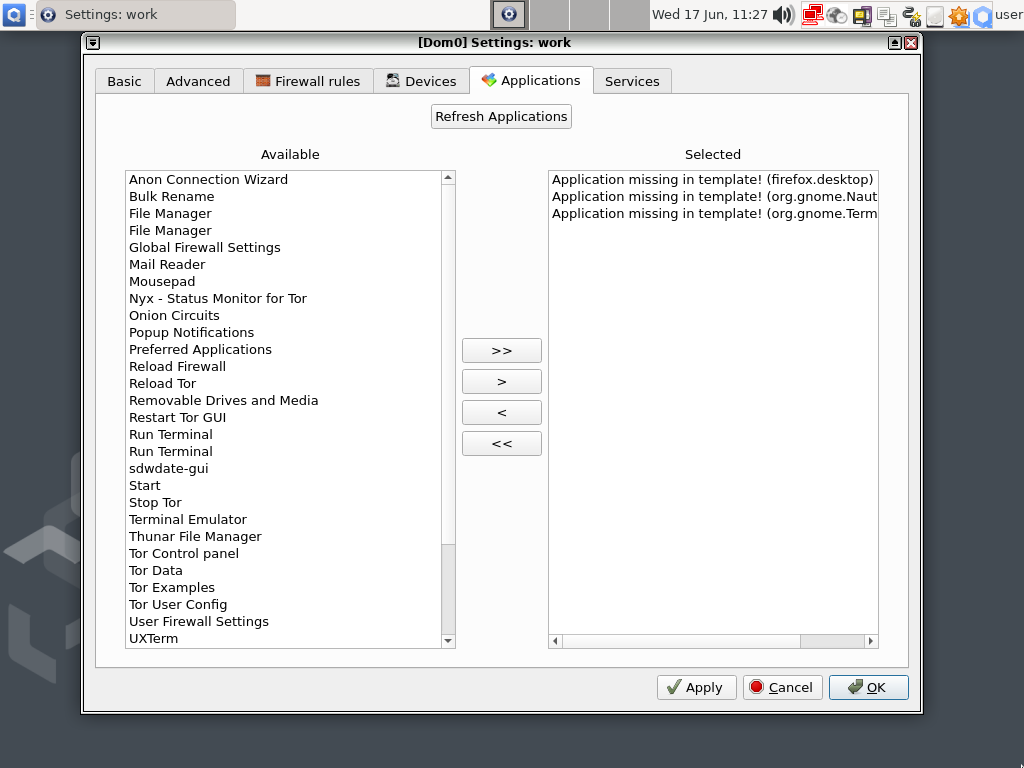 Settings: work
Wed 17 Jun, 11:27
user
[Dom0] Settings: work
Basic
Advanced
Firewall rules
Devices
Applications
Services
Refresh Applications
Available
Selected
Anon Connection Wizard
Bulk Rename
File Manager
File Manager
Global Firewall Settings
Mail Reader
Mousepad
Nyx - Status Monitor for Tor
Onion Circuits
Popup Notifications
Preferred Applications
Reload Firewall
Reload Tor
Removable Drives and Media
Restart Tor GUI
Run Terminal
Run Terminal
sdwdate-gui
Start
Stop Tor
Terminal Emulator
Thunar File Manager
Tor Control panel
Tor Data
Tor Examples
Tor User Config
User Firewall Settings
UXTerm
>>
>
<
<<
Application missing in template! (firefox.desktop)
Application missing in template! (org.gnome.Naut
Application missing in template! (org.gnome.Term
Apply
Cancel
OK